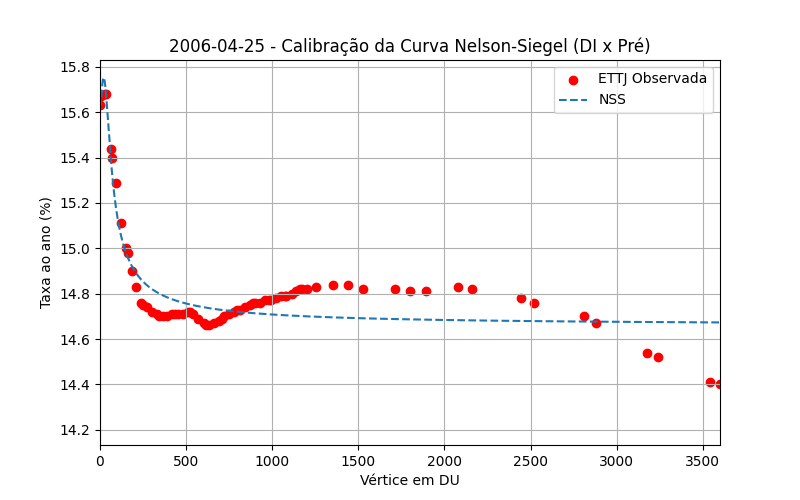 2006-04-25 - Calibração da Curva Nelson-Siegel (DI x Pré)
15.8
15.6
15.4
15.2
15.0
14.8
14.6
14.4
14.2
Taxa ao ano (%)
ETTJ Observada
NSS
0 500 1000 1500 2000 2500 3000 3500
Vértice em DU